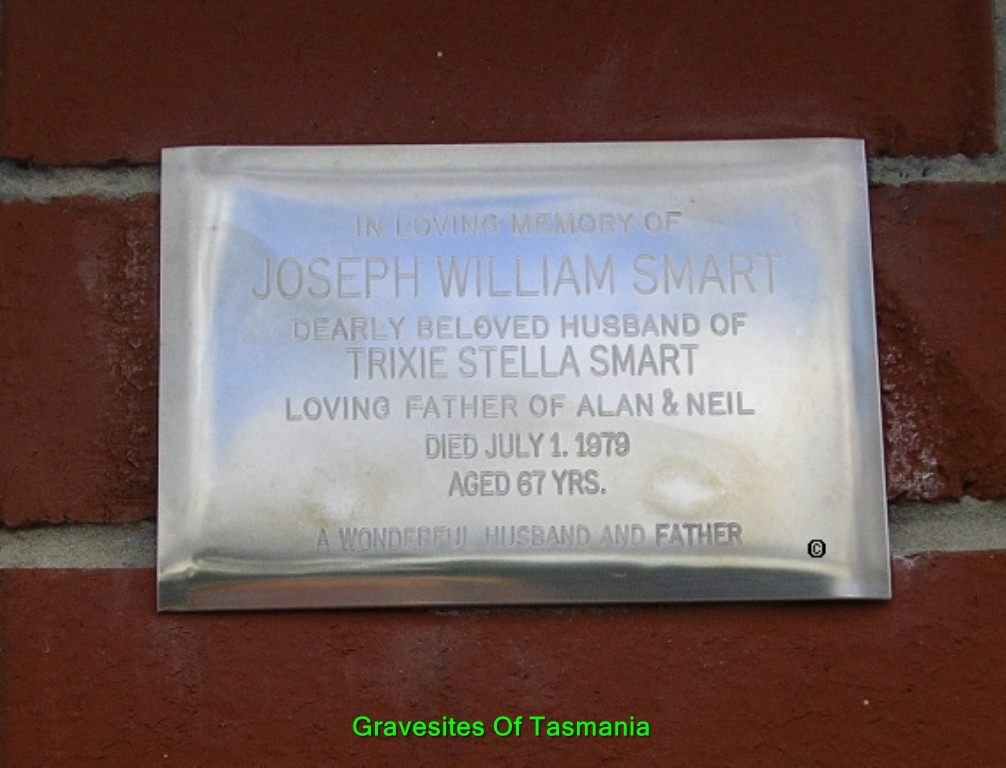 IN LOVING MEMORY OF
JOSEPH WILLIAM SMART
DEARLY BELOVED HUSBAND OF
TRIXIE STELLA SMART
LOVING FATHER OF ALAN & NEIL
DIED JULY 1. 1979
AGED 67 YRS.
A WONDERFUL HUSBAND AND FATHER
©
Gravesites Of Tasmania